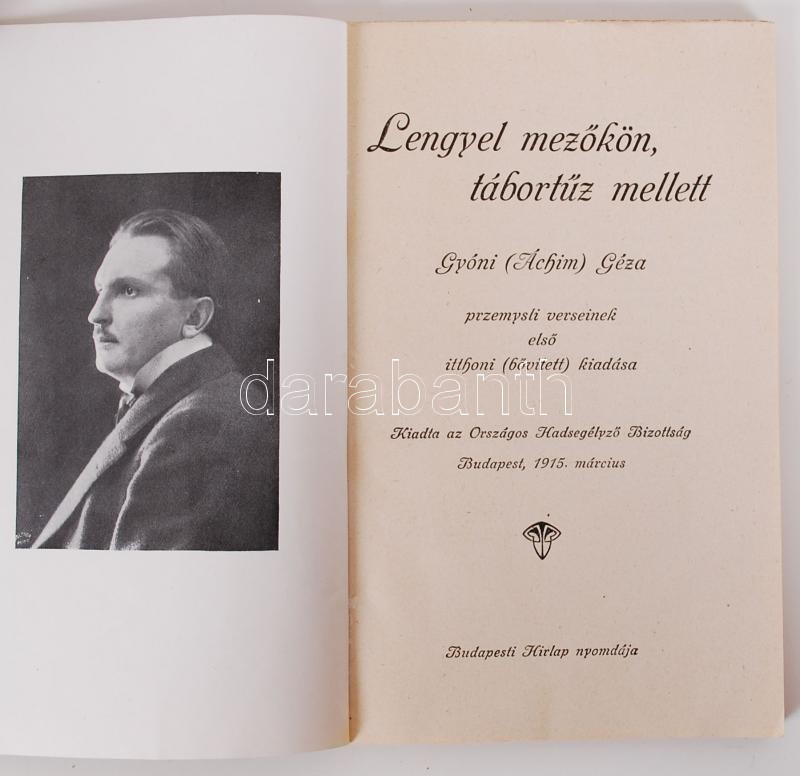 Lengyel mezőkön,
tábortűz mellett
Gyóni (Áchim) Géza
przemysli verseinek
első
itthoni (bővitett) kiadása
darabanth
Kiadta az Országos Hadsegélyző Bizottság
Budapest, 1915. március
Budapesti Hirlap nyomdája